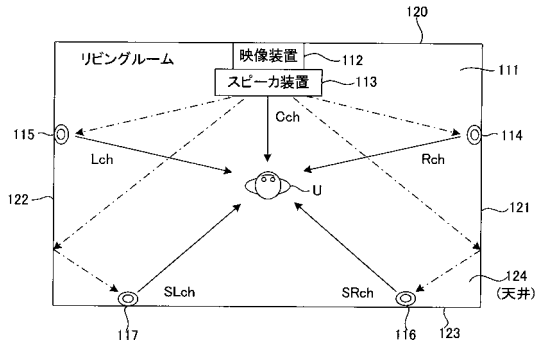 120
リビングルーム
映像装置
112
111
スピーカ装置
113
115
Cch
114
Lch
Rch
122
U
121
SLch
SRch
124
(天井)
117
116
123